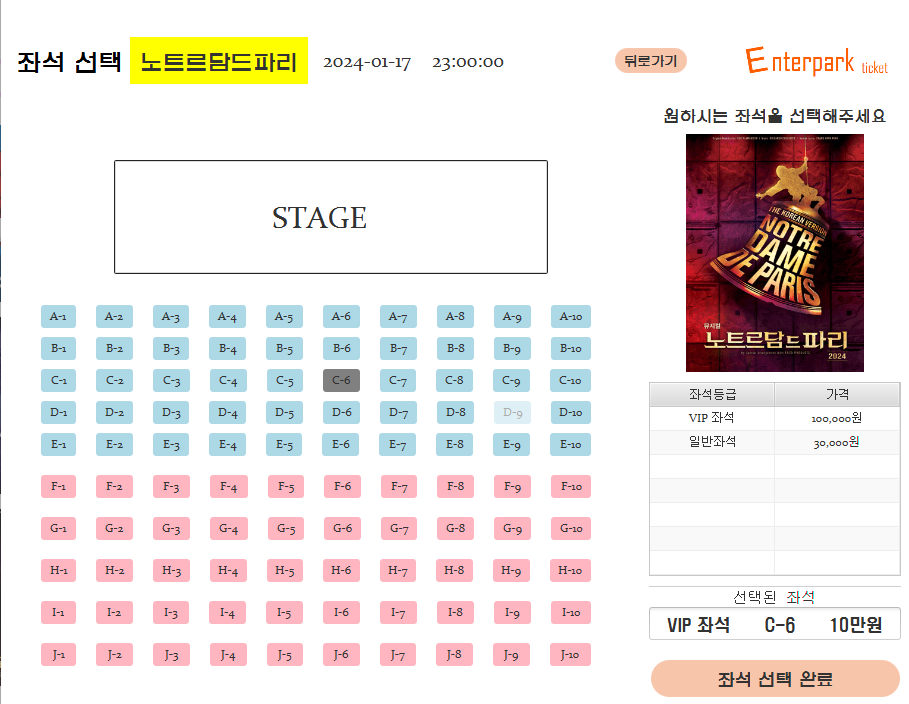 좌석 선택 노트르담드파리 2024-01-17 23:00:00 뒤로가기 Enterpark ticket
원하시는 좌석을 선택해주세요
STAGE
THE KOREAN VERSION
NOTRE
DAME
DE PARIS
뮤지컬
노트르담드파리
2024
A-1 A-2 A-3 A-4 A-5 A-6 A-7 A-8 A-9 A-10
B-1 B-2 B-3 B-4 B-5 B-6 B-7 B-8 B-9 B-10
C-1 C-2 C-3 C-4 C-5 C-6 C-7 C-8 C-9 C-10
D-1 D-2 D-3 D-4 D-5 D-6 D-7 D-8 D-9 D-10
E-1 E-2 E-3 E-4 E-5 E-6 E-7 E-8 E-9 E-10
F-1 F-2 F-3 F-4 F-5 F-6 F-7 F-8 F-9 F-10
G-1 G-2 G-3 G-4 G-5 G-6 G-7 G-8 G-9 G-10
H-1 H-2 H-3 H-4 H-5 H-6 H-7 H-8 H-9 H-10
I-1 I-2 I-3 I-4 I-5 I-6 I-7 I-8 I-9 I-10
J-1 J-2 J-3 J-4 J-5 J-6 J-7 J-8 J-9 J-10
좌석등급 가격
VIP 좌석 100,000원
일반좌석 30,000원
선택된 좌석
VIP 좌석 C-6 10만원
좌석 선택 완료